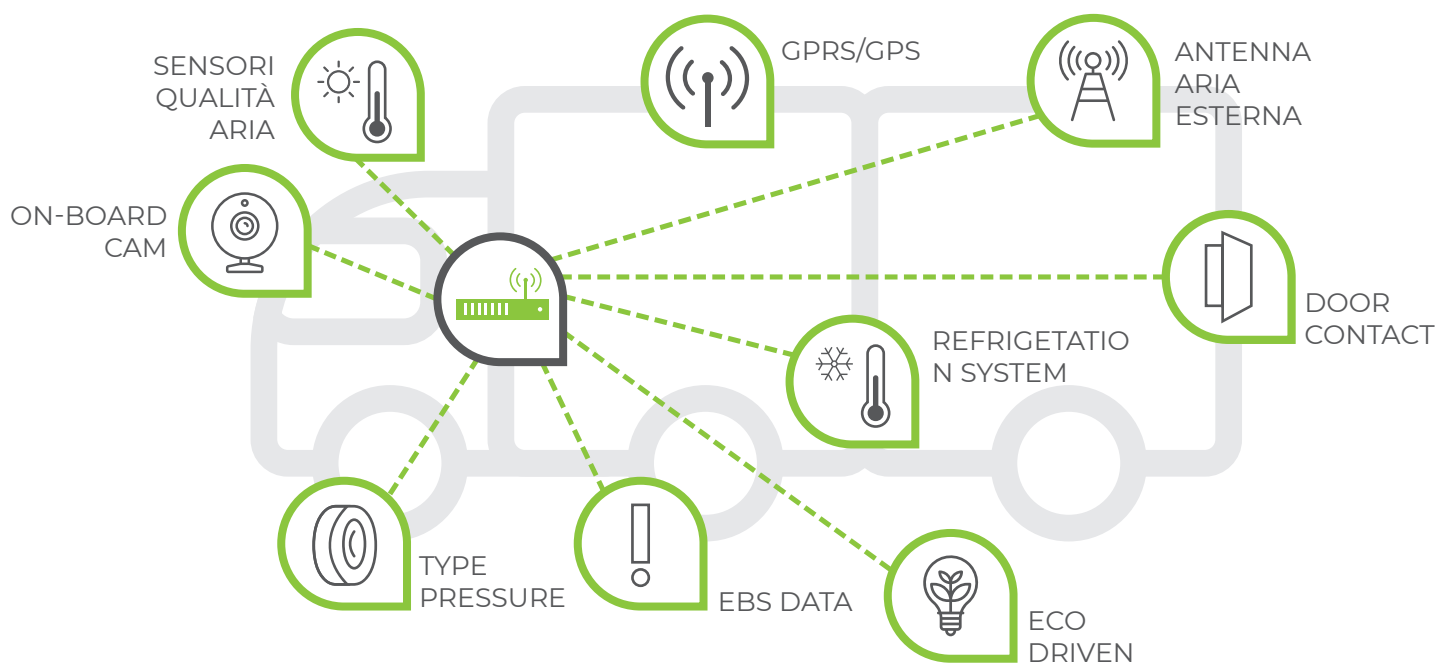 SENSORI
QUALITÀ
ARIA
GPRS/GPS
ANTENNA
ARIA
ESTERNA
ON-BOARD
CAM
DOOR
CONTACT
REFRIGETATIO
N SYSTEM
TYPE
PRESSURE
EBS DATA
ECO
DRIVEN